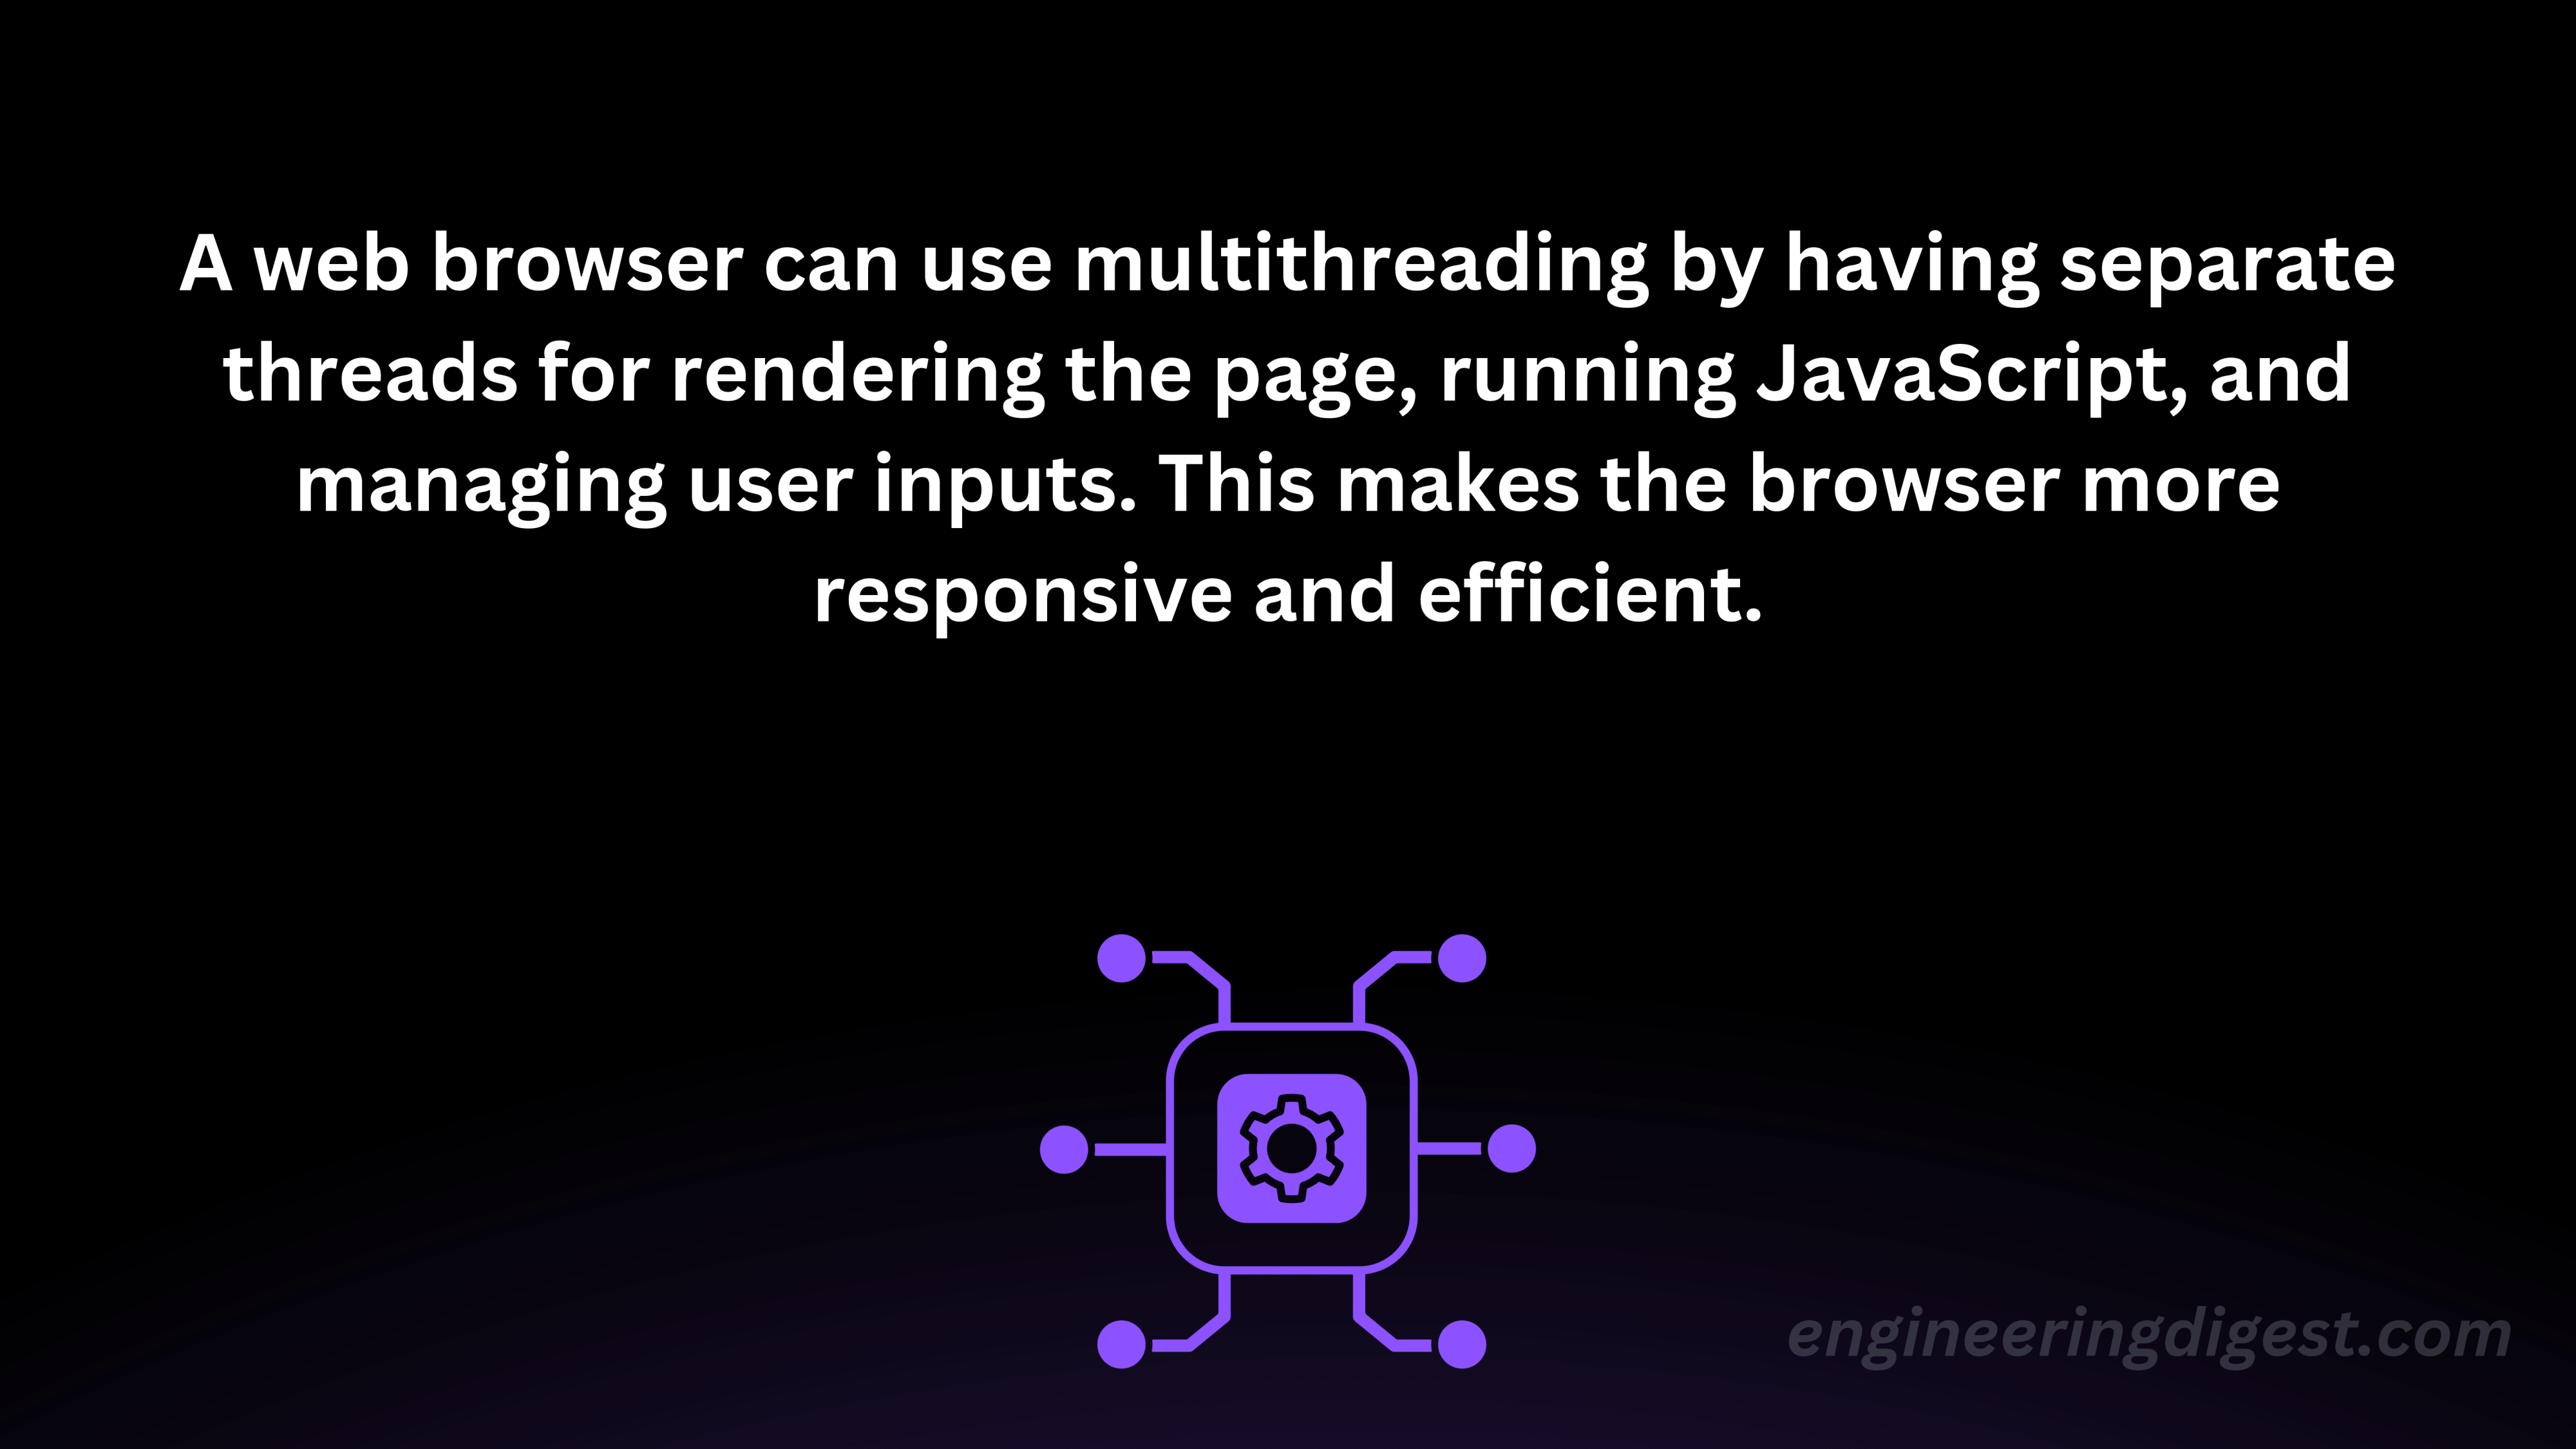 A web browser can use multithreading by having separate
threads for rendering the page, running JavaScript, and
managing user inputs. This makes the browser more
responsive and efficient.
engineeringdigest.com